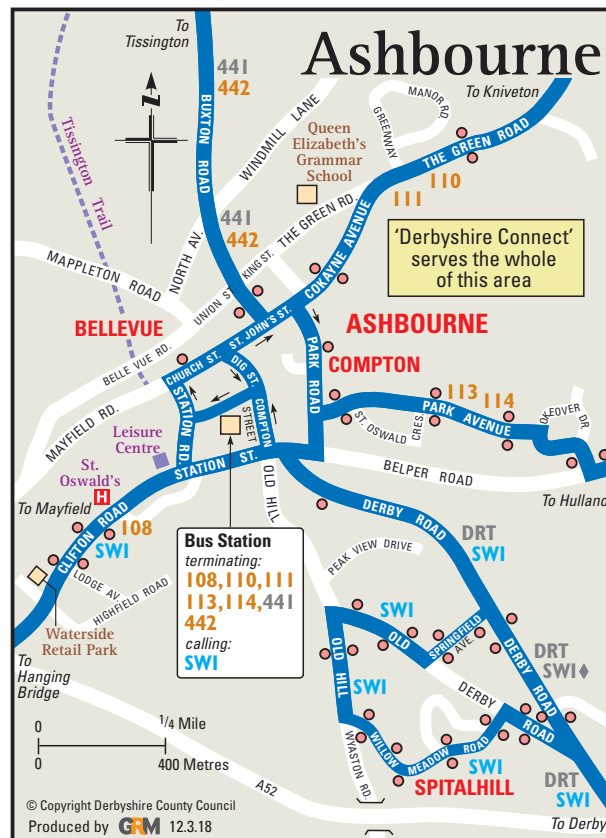 Ashbourne
To
Tissington
To Kniveton
441
442
BUXTON ROAD
WINDMILL LANE
MANOR RD.
GREENWAY
THE GREEN ROAD
Tissington Trail
Queen
Elizabeth's
Grammar
School
THE GREEN RD.
110
111
441
442
COKAYNE AVENUE
'Derbyshire Connect'
serves the whole
of this area
NORTH AV.
MAPPLETON ROAD
UNION ST.
KING ST.
BELLEVUE
ST. JOHN'S ST.
ASHBOURNE
COMPTON
BELLE VUE RD.
CHURCH ST.
DIG ST.
PARK ROAD
113
114
MAYFIELD RD.
STATION RD.
COMPTON
STREET
ST. OSWALD
CRES.
PARK AVENUE
OKEOVER DR.
Leisure
Centre
STATION ST.
BELPER ROAD
St.
Oswald's
H
To Mayfield
OLD HILL
To Hulland
CLIFTON ROAD
108
SWI
DERBY ROAD
DRT
SWI
LODGE AV.
HIGHFIELD ROAD
PEAK VIEW DRIVE
Bus Station
terminating:
108,110,111
113,114,441
442
calling:
SWI
Waterside
Retail Park
To
Hanging
Bridge
SWI
OLD
SPRINGFIELD
AVE.
DERBY ROAD
DRT
SWI♦
OLD HILL
SWI
DERBY
ROAD
0
1/4 Mile
0
400 Metres
WILLOW
MEADOW ROAD
SWI
SPITALHILL
WYASTON RD.
DRT
SWI
A52
To Derby
© Copyright Derbyshire County Council
Produced by GRM 12.3.18